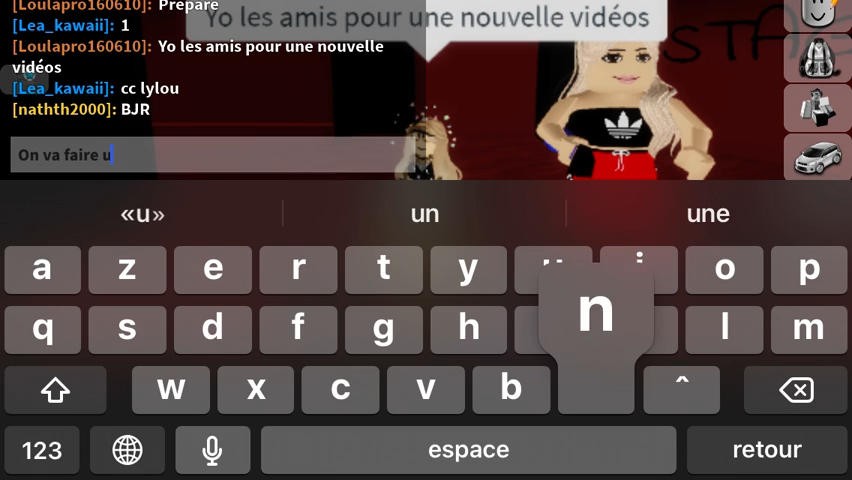 [Loulapro160610]: Prepare
Yo les amis pour une nouvelle vidéos
[Lea_kawaii]: 1
[Loulapro160610]: Yo les amis pour une nouvelle
vidéos
[Lea_kawaii]: cc lylou
[nathth2000]: BJR
On va faire u
«u» un une
a z e r t y u i o p
q s d f g h l m
n
w x c v b ^
123 espace retour